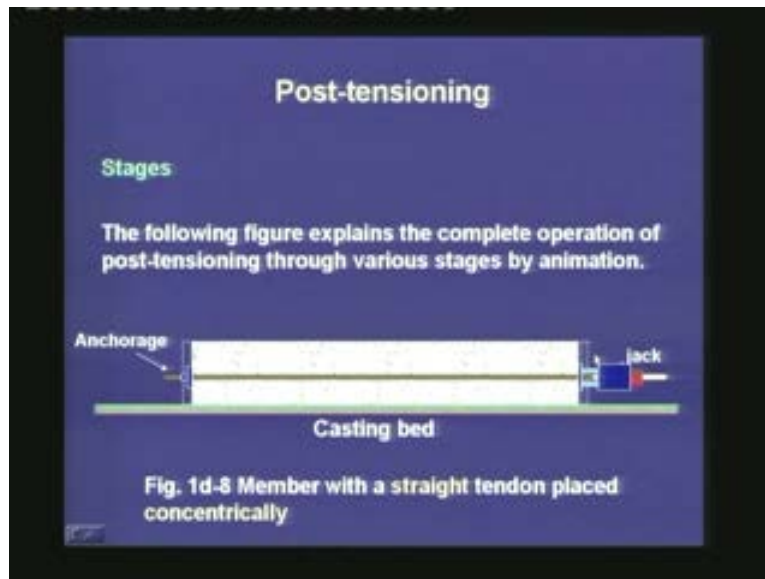 Post-tensioning
Stages
The following figure explains the complete operation of
post-tensioning through various stages by animation.
Anchorage
jack
Casting bed
Fig. 1d-8 Member with a straight tendon placed
concentrically